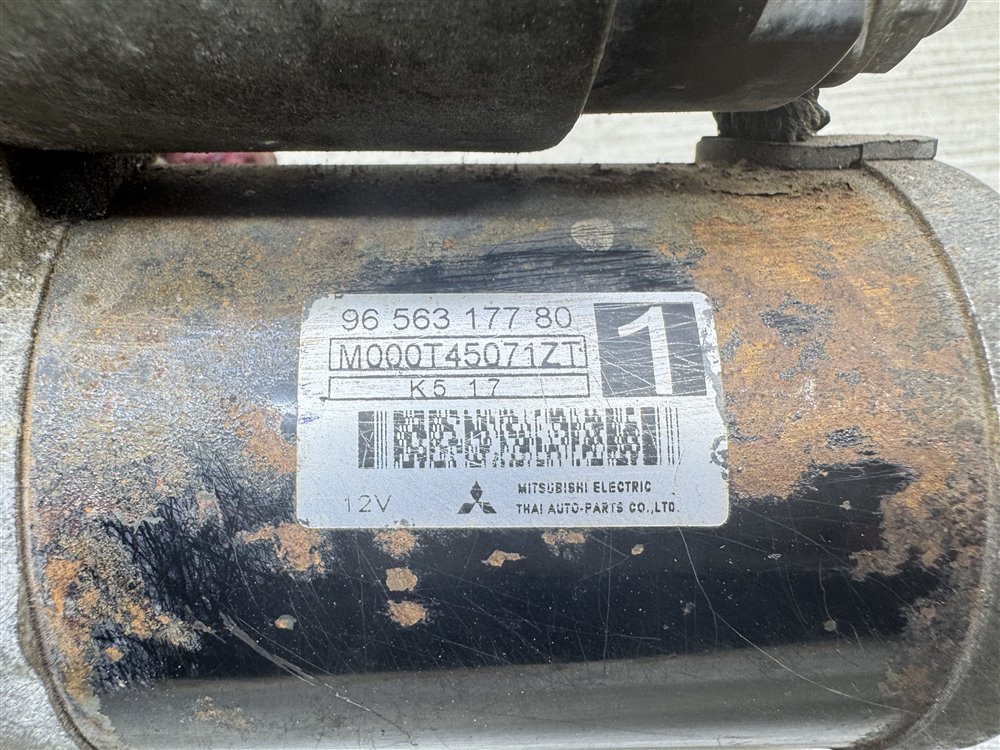 96 563 177 80
1
M000T45071ZT
K5 17
12V
MITSUBISHI ELECTRIC
THAI AUTO-PARTS CO.,LTD.